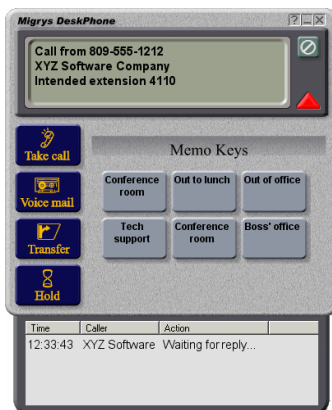 Migrys DeskPhone
Call from 809-555-1212
XYZ Software Company
Intended extension 4110
Take call
Memo Keys
Voice mail
Conference room
Out to lunch
Out of office
Transfer
Tech support
Conference room
Boss' office
Hold
Time Caller Action
12:33:43 XYZ Software Waiting for reply...